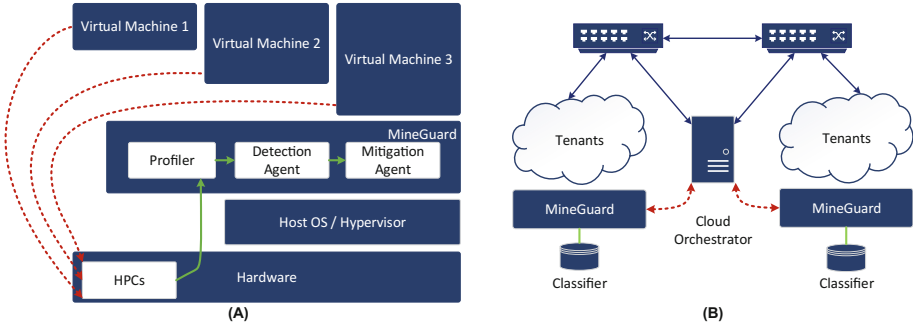 Virtual Machine 1
Virtual Machine 2
Virtual Machine 3
MineGuard
Profiler
Detection
Agent
Mitigation
Agent
Host OS / Hypervisor
HPCs
Hardware
(A)
Tenants
Tenants
MineGuard
Cloud
Orchestrator
MineGuard
Classifier
Classifier
(B)